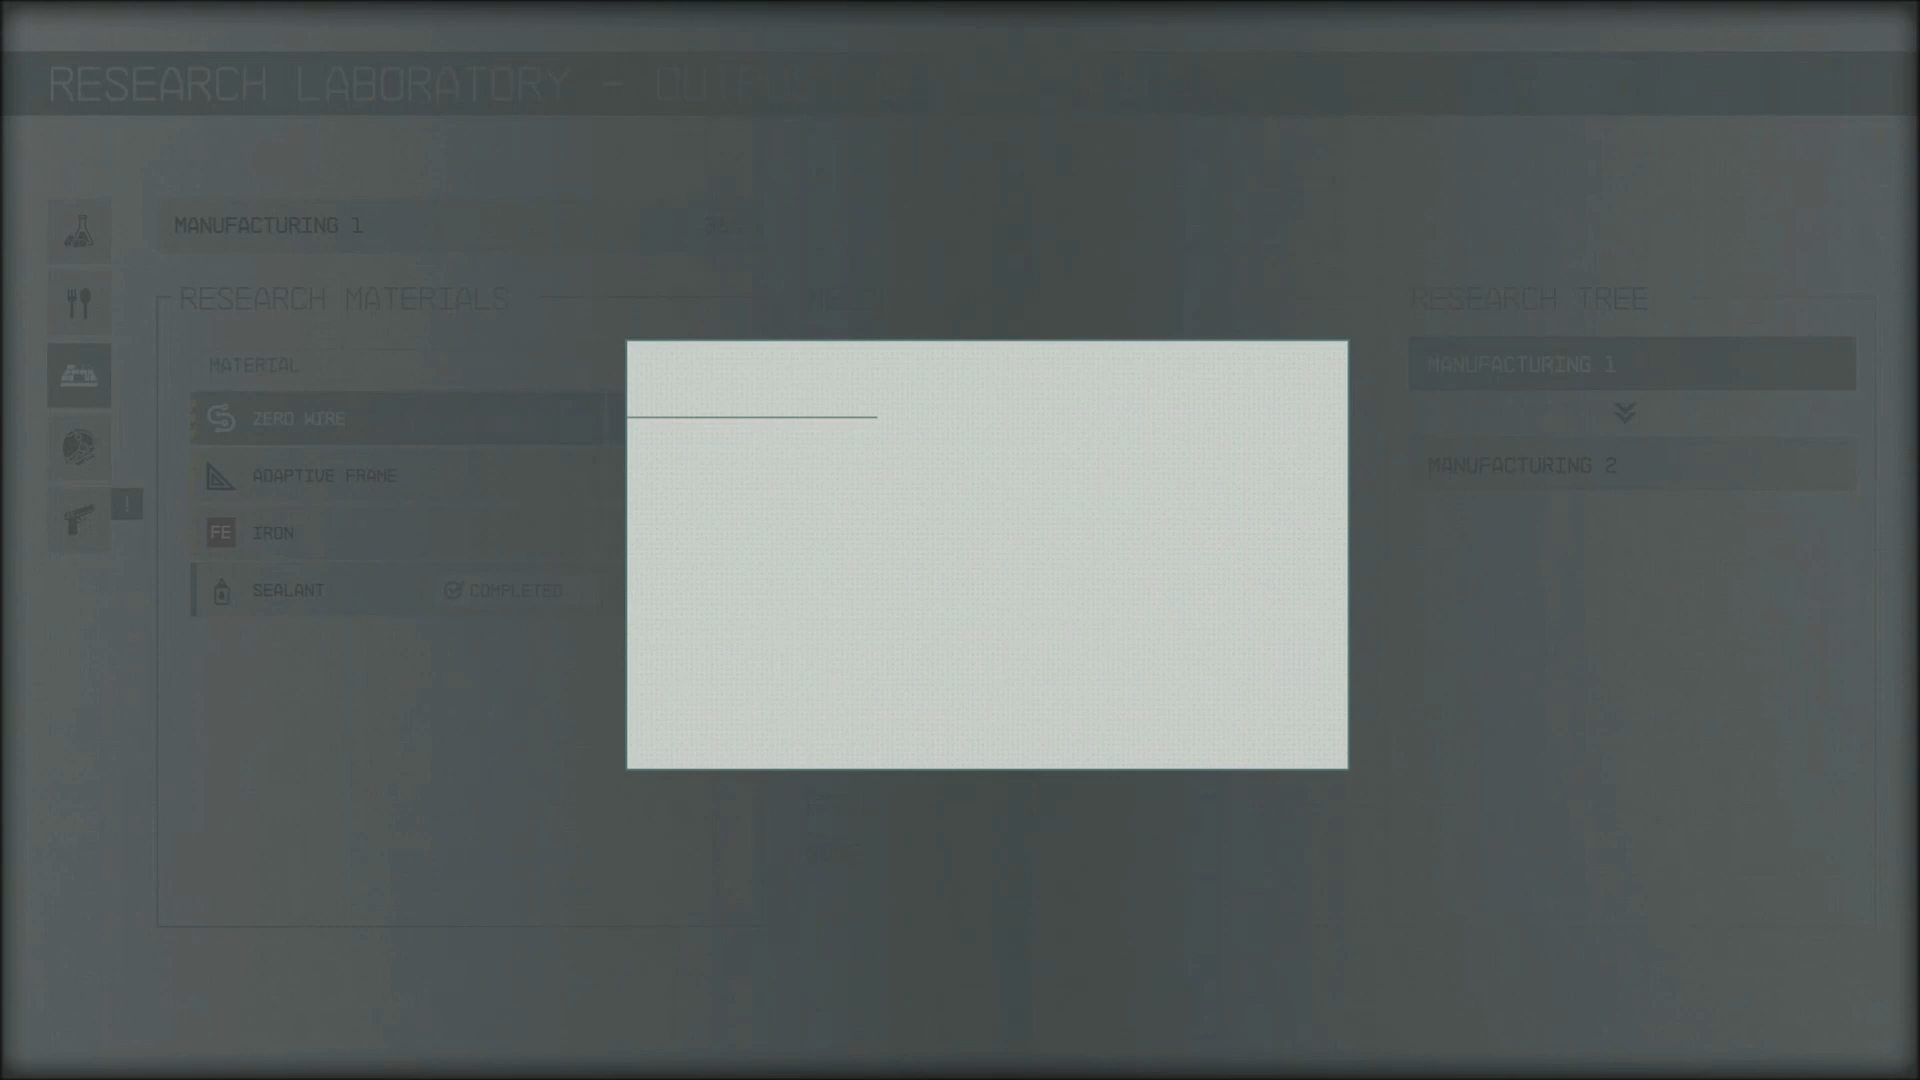 RESEARCH LABORATORY - OUTPOST
MANUFACTURING 1
RESEARCH MATERIALS
RESEARCH TREE
MATERIAL
MANUFACTURING 1
ZERO WIRE
MANUFACTURING 2
ADAPTIVE FRAME
FE IRON
!
SEALANT COMPLETED